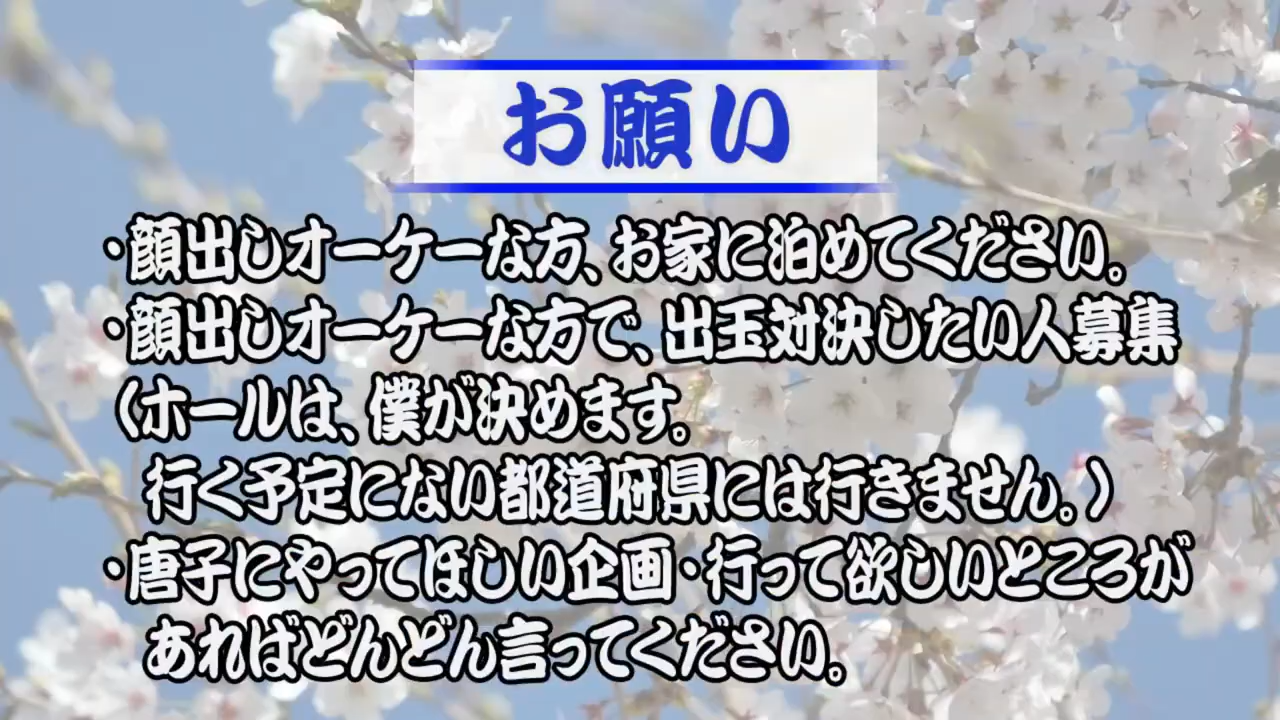 お願い
・顔出しオーケーな方、お家に泊めてください。
・顔出しオーケーな方で、出玉対決したい人募集
（ホールは、僕が決めます。
行く予定にない都道府県には行きません。）
・唐子にやってほしい企画・行って欲しいところが
あればどんどん言ってください。